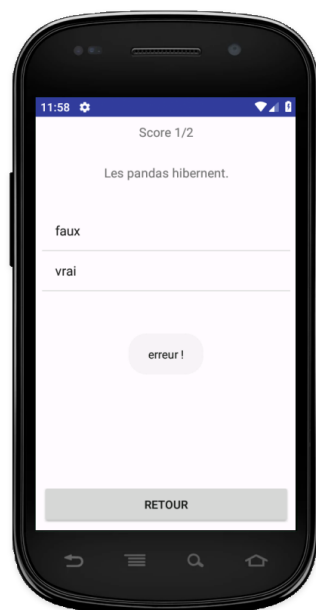 11:58
Score 1/2
Les pandas hibernent.
faux
vrai
erreur !
RETOUR